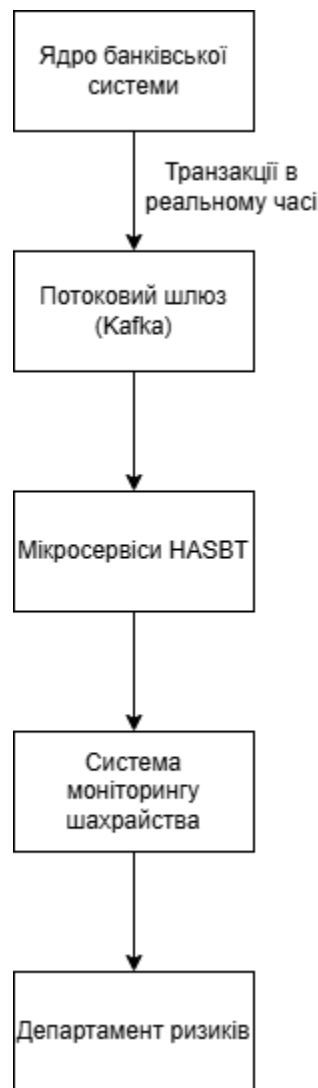 Ядро банківської
системи
Транзакції в
реальному часі
Потоковий шлюз
(Kafka)
Мікросервіси HASBT
Система
моніторингу
шахрайства
Департамент ризиків